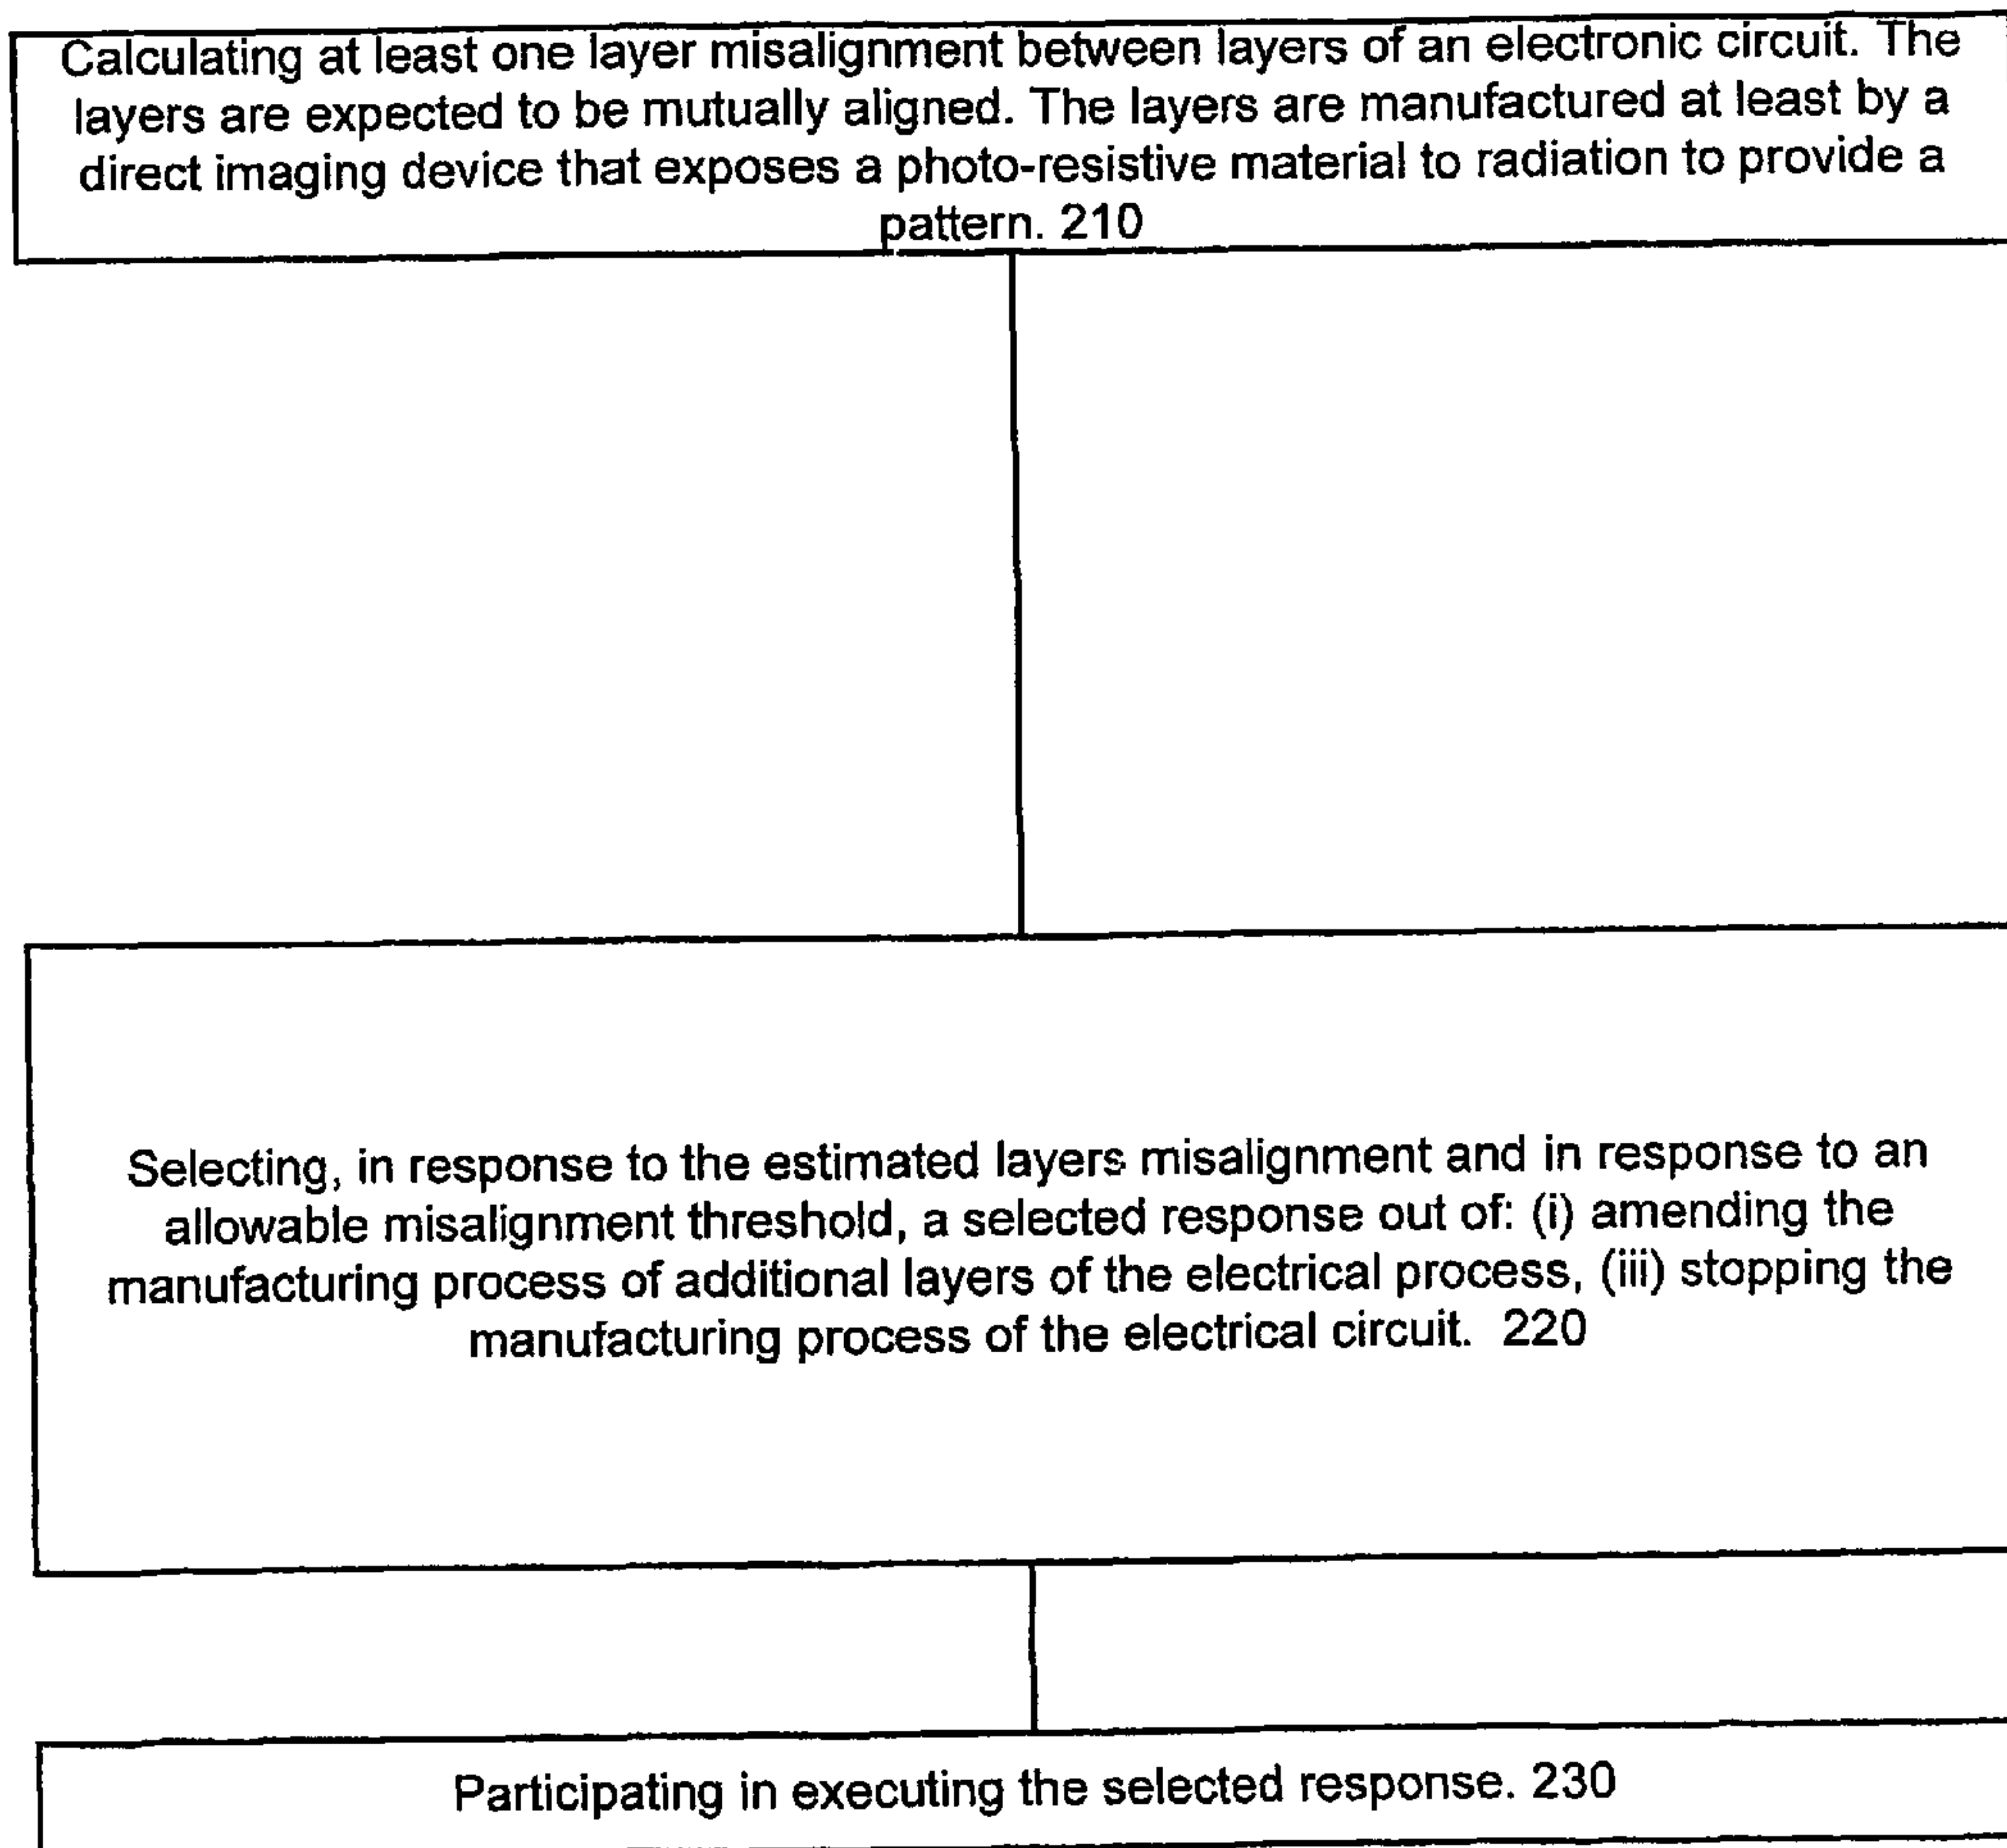 Calculating at least one layer misalignment between layers of an electronic circuit. The
layers are expected to be mutually aligned. The layers are manufactured at least by a
direct imaging device that exposes a photo-resistive material to radiation to provide a
pattern. 210
Selecting, in response to the estimated layers misalignment and in response to an
allowable misalignment threshold, a selected response out of: (i) amending the
manufacturing process of additional layers of the electrical process, (iii) stopping the
manufacturing process of the electrical circuit. 220
Participating in executing the selected response. 230